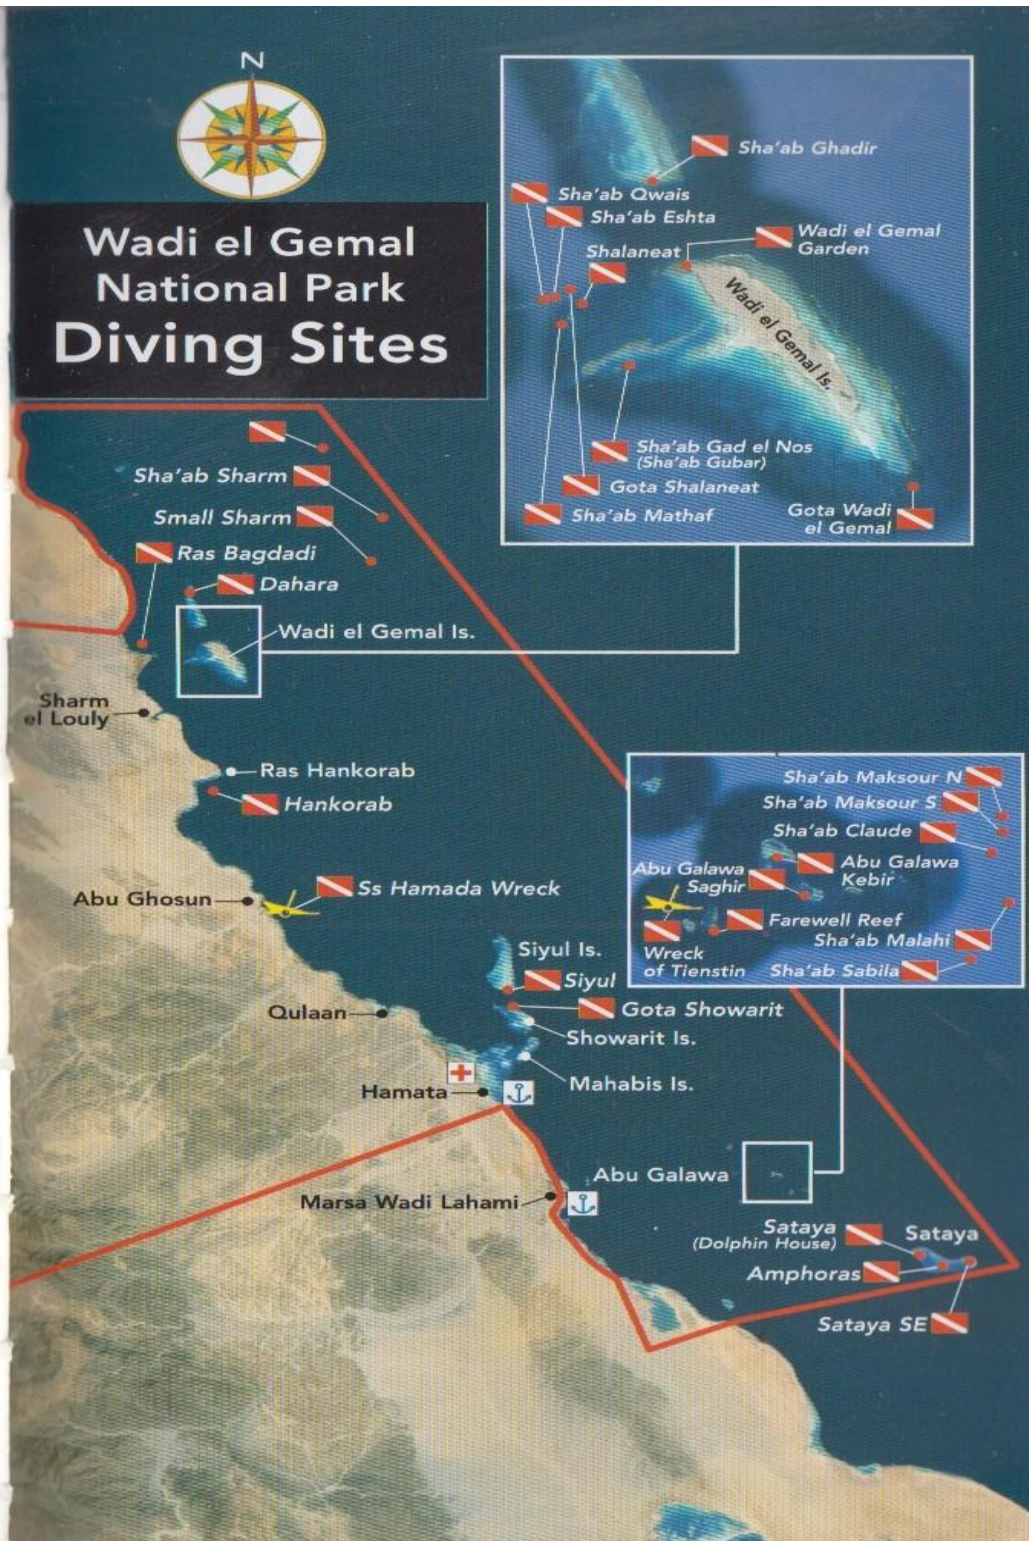 N
Wadi el Gemal
National Park
Diving Sites
Sha'ab Ghadir
Sha'ab Qwais
Sha'ab Eshta
Shalaneat
Wadi el Gemal
Garden
Wadi el Gemal Is.
Sha'ab Gad el Nos
(Sha'ab Gubar)
Gota Shalaneat
Sha'ab Mathaf
Gota Wadi
el Gemal
Sha'ab Sharm
Small Sharm
Ras Bagdadi
Dahara
Wadi el Gemal Is.
Sharm
el Louly
Ras Hankorab
Hankorab
Sha'ab Maksour N
Sha'ab Maksour S
Sha'ab Claude
Abu Galawa
Saghir
Abu Galawa
Kebir
Farewell Reef
Sha'ab Malahi
Wreck
of Tienstin
Sha'ab Sabila
Ss Hamada Wreck
Abu Ghosun
Siyul Is.
Siyul
Gota Showarit
Qulaan
Showarit Is.
Mahabis Is.
Hamata
Abu Galawa
Marsa Wadi Lahami
Sataya
(Dolphin House)
Sataya
Amphoras
Sataya SE